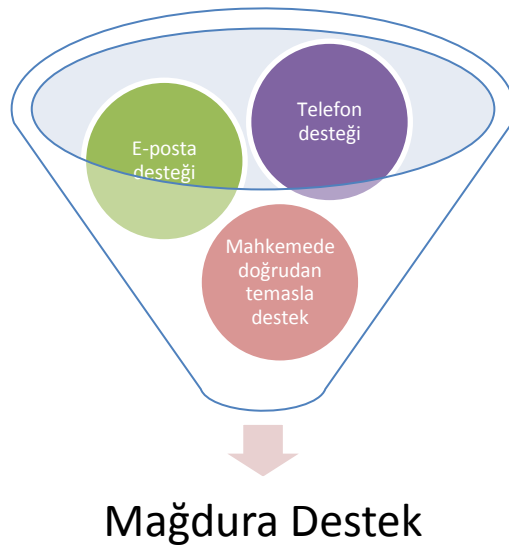 Telefon
desteği
E-posta
desteği
Mahkemede
doğrudan
temasla
destek
Mağdura Destek